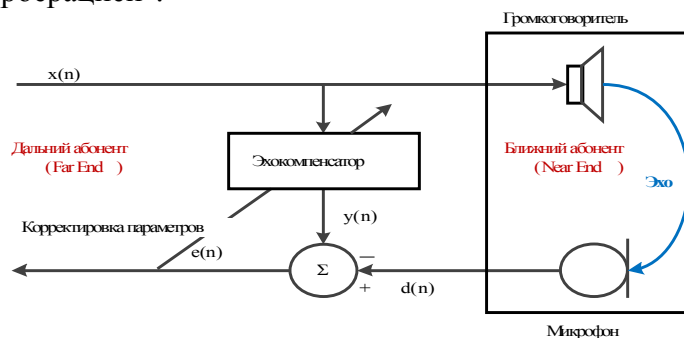 Громкоговоритель
x(n)
Дальний абонент
( Far End )
Эхокомпенсатор
Ближний абонент
( Near End )
Эхо
Корректировка параметров
y(n)
e(n)
Σ
—
+
d(n)
Микрофон